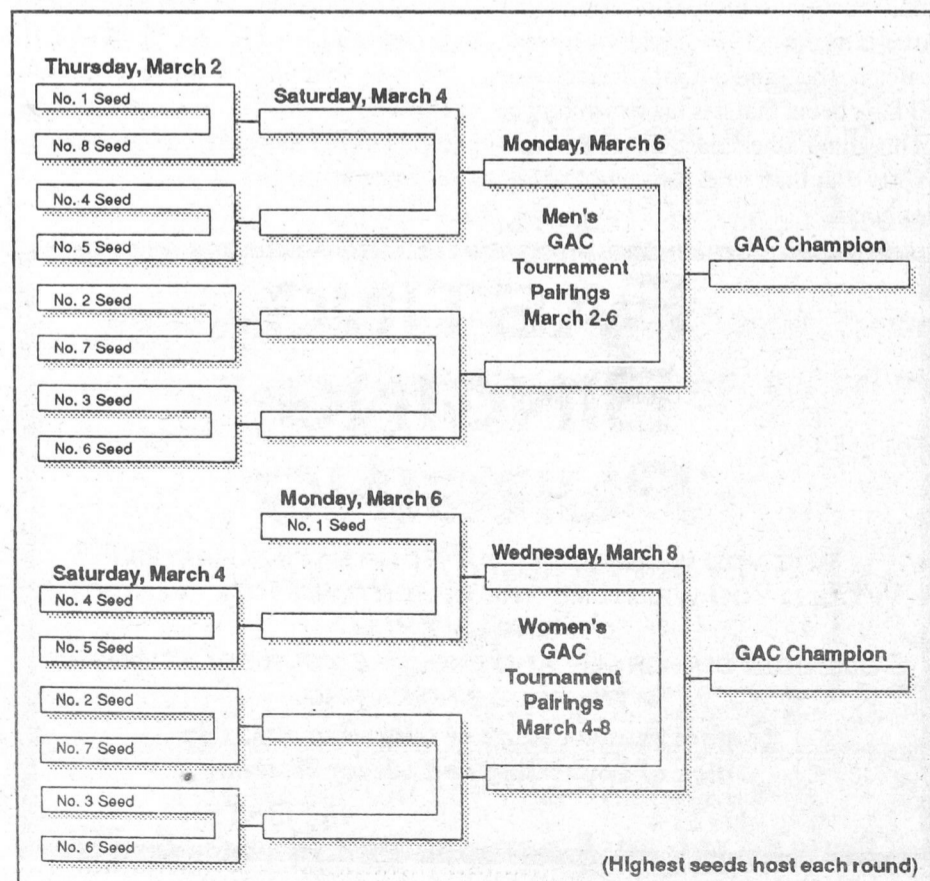 Thursday, March 2
No. 1 Seed
No. 8 Seed
No. 4 Seed
No. 5 Seed
No. 2 Seed
No. 7 Seed
No. 3 Seed
No. 6 Seed
Saturday, March 4
Monday, March 6
Men's
GAC
Tournament
Pairings
March 2-6
GAC Champion
Saturday, March 4
No. 4 Seed
No. 5 Seed
No. 2 Seed
No. 7 Seed
No. 3 Seed
No. 6 Seed
Monday, March 6
No. 1 Seed
Wednesday, March 8
Women's
GAC
Tournament
Pairings
March 4-8
GAC Champion
(Highest seeds host each round)